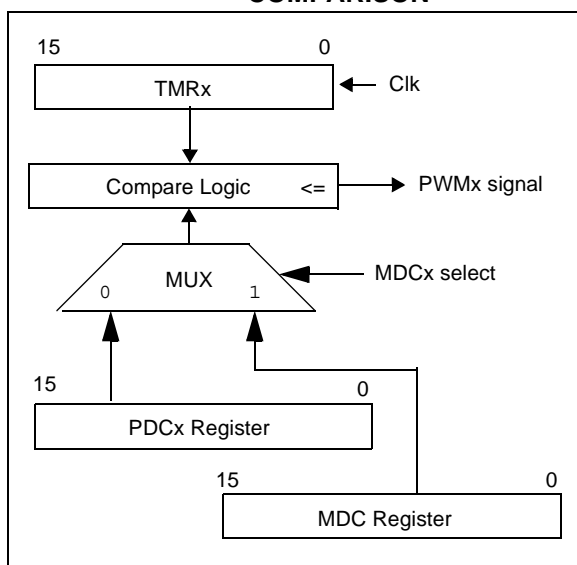 COMPARISON
15 0
TMRx
Clk
Compare Logic <=
PWMx signal
MUX
MDCx select
0 1
15 0
PDCx Register
15 0
MDC Register